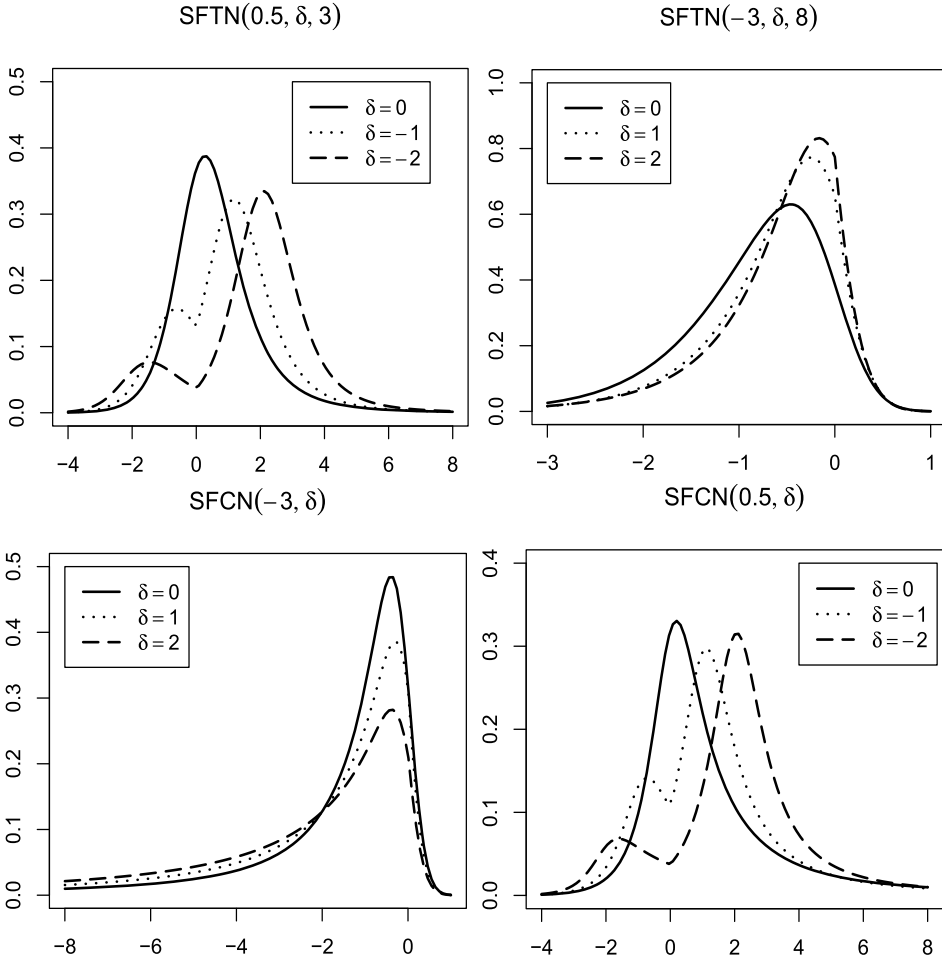 SFTN(0.5, δ, 3)
0.5
0.4
0.3
0.2
0.1
0.0
δ = 0
δ = −1
δ = −2
−4 −2 0 2 4 6 8
SFTN(−3, δ, 8)
1.0
0.8
0.6
0.4
0.2
0.0
δ = 0
δ = 1
δ = 2
−3 −2 −1 0 1
SFCN(−3, δ)
0.5
0.4
0.3
0.2
0.1
0.0
δ = 0
δ = 1
δ = 2
−8 −6 −4 −2 0
SFCN(0.5, δ)
0.4
0.3
0.2
0.1
0.0
δ = 0
δ = −1
δ = −2
−4 −2 0 2 4 6 8